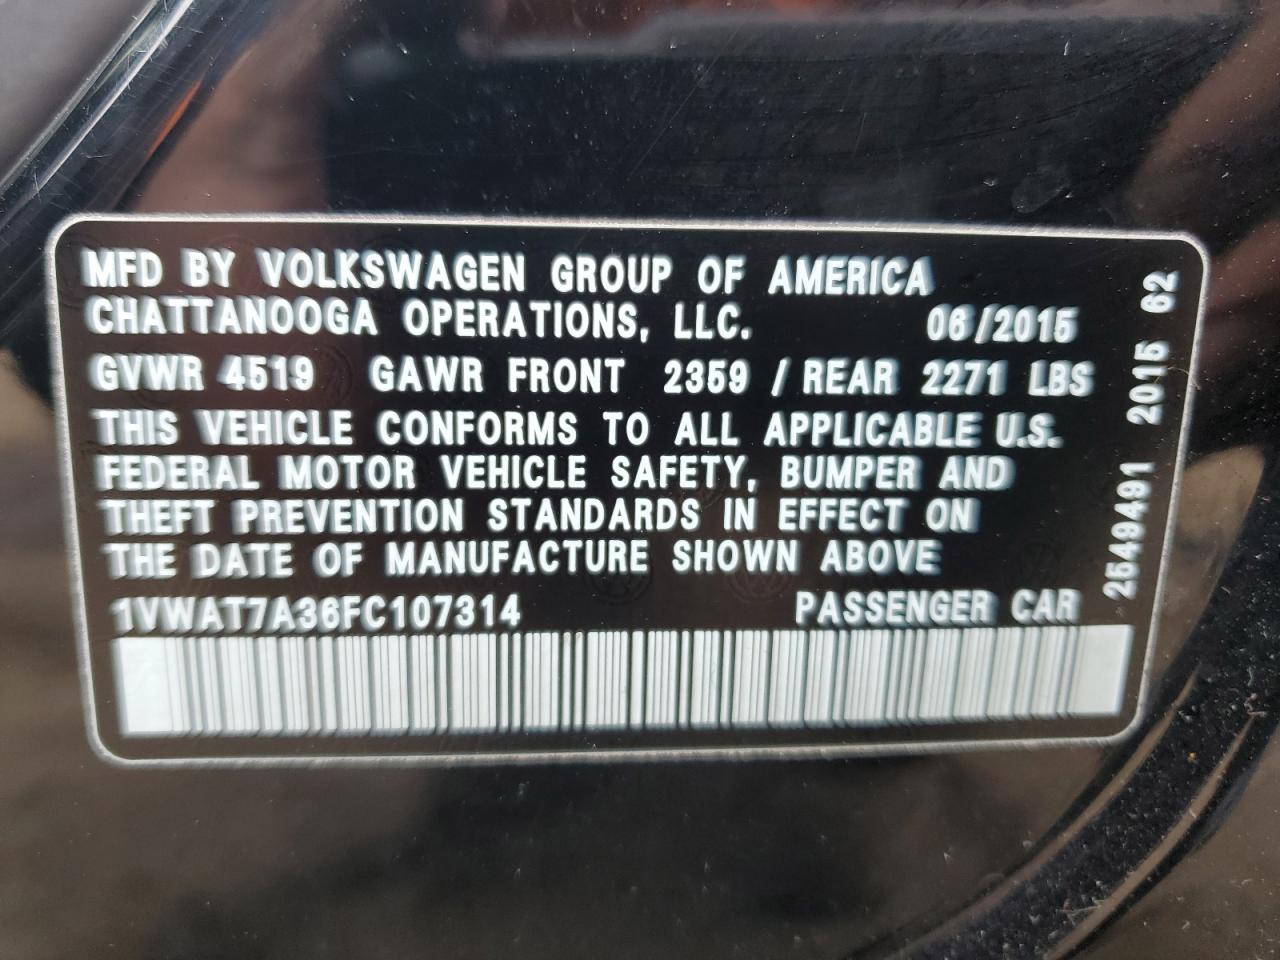 MFD BY VOLKSWAGEN GROUP OF AMERICA
CHATTANOOGA OPERATIONS, LLC. 06/2015
GVWR 4519 GAWR FRONT 2359 / REAR 2271 LBS
THIS VEHICLE CONFORMS TO ALL APPLICABLE U.S.
FEDERAL MOTOR VEHICLE SAFETY, BUMPER AND
THEFT PREVENTION STANDARDS IN EFFECT ON
THE DATE OF MANUFACTURE SHOWN ABOVE
1VWAT7A36FC107314 PASSENGER CAR
2549491 2015 62